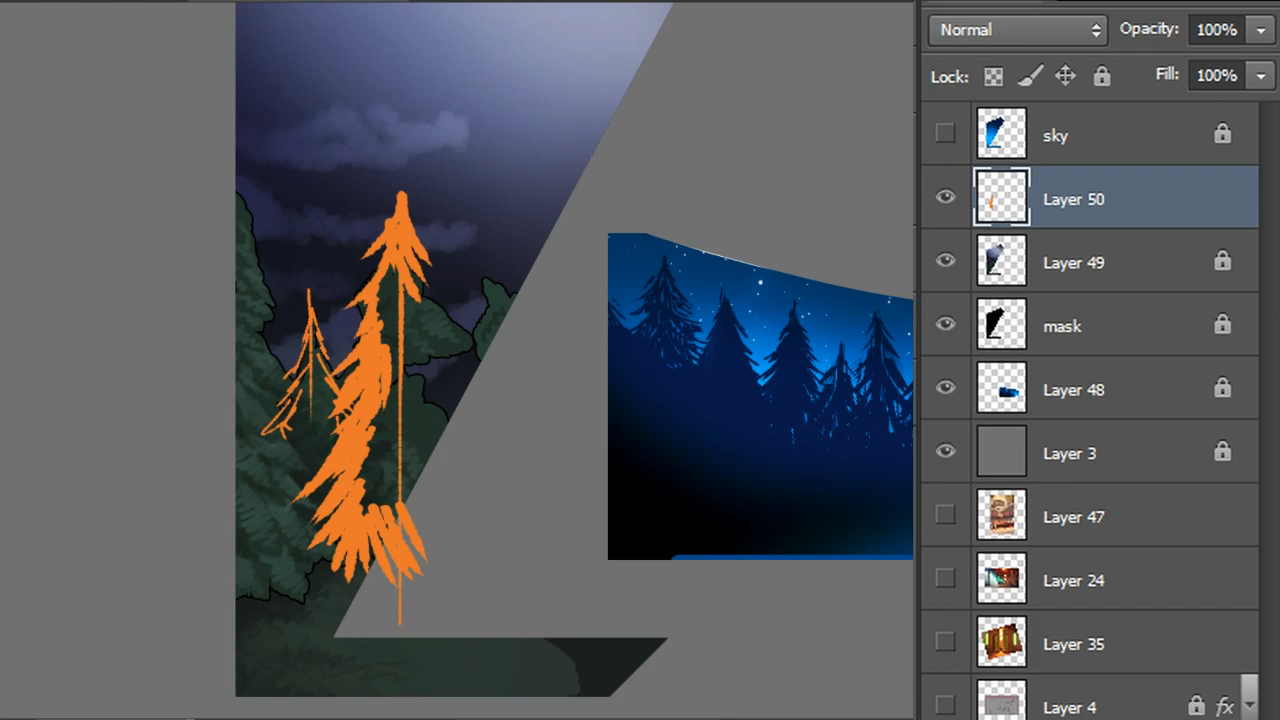 Normal Opacity: 100%
Lock: Fill: 100%
sky
Layer 50
Layer 49
mask
Layer 48
Layer 3
Layer 47
Layer 24
Layer 35
Layer 4 fx